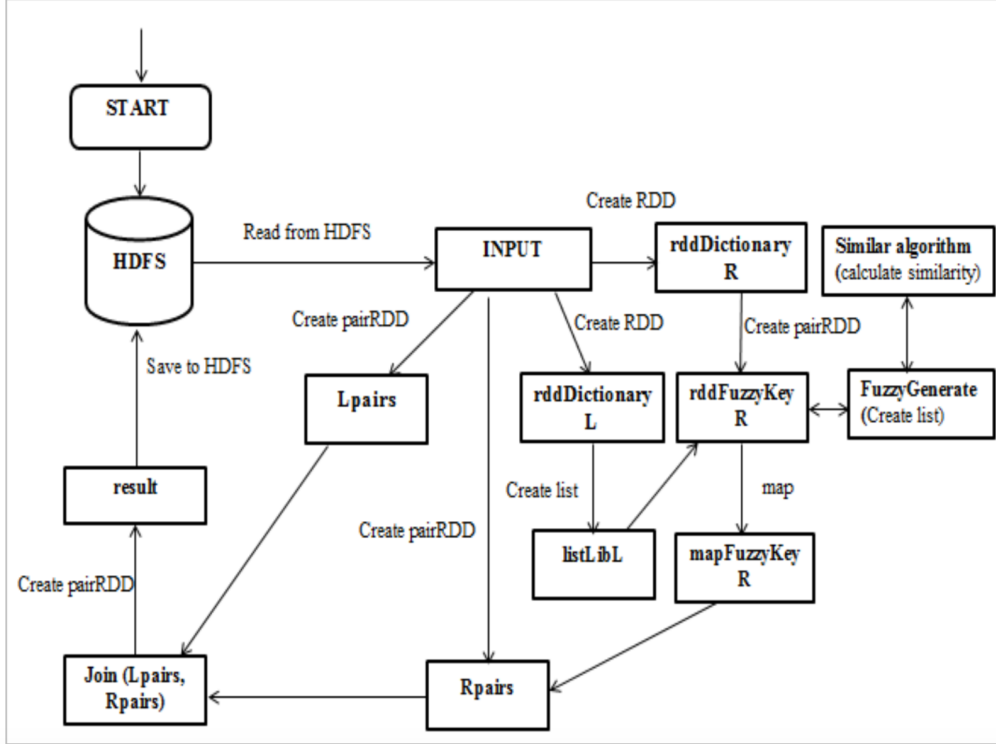 START
HDFS
Read from HDFS
INPUT
Create RDD
rddDictionary
R
Similar algorithm
(calculate similarity)
Create pairRDD
Create RDD
Create pairRDD
Save to HDFS
Lpairs
rddDictionary
L
rddFuzzyKey
R
FuzzyGenerate
(Create list)
result
Create list
map
Create pairRDD
listLibL
mapFuzzyKey
R
Create pairRDD
Join (Lpairs,
Rpairs)
Rpairs